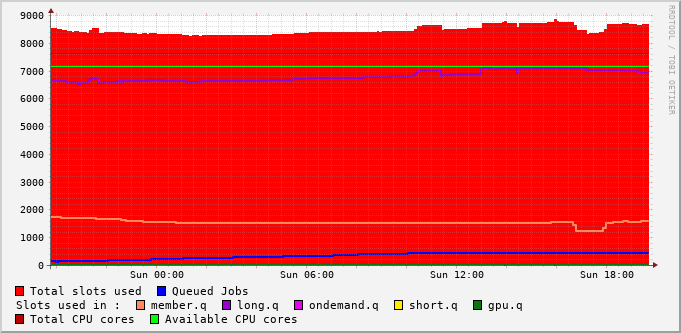 9000
8000
7000
6000
5000
4000
3000
2000
1000
0
Sun 00:00 Sun 06:00 Sun 12:00 Sun 18:00
RRDTOOL / TOBI OETIKER
Total slots used Queued Jobs
Slots used in : member.q long.q ondemand.q short.q gpu.q
Total CPU cores Available CPU cores